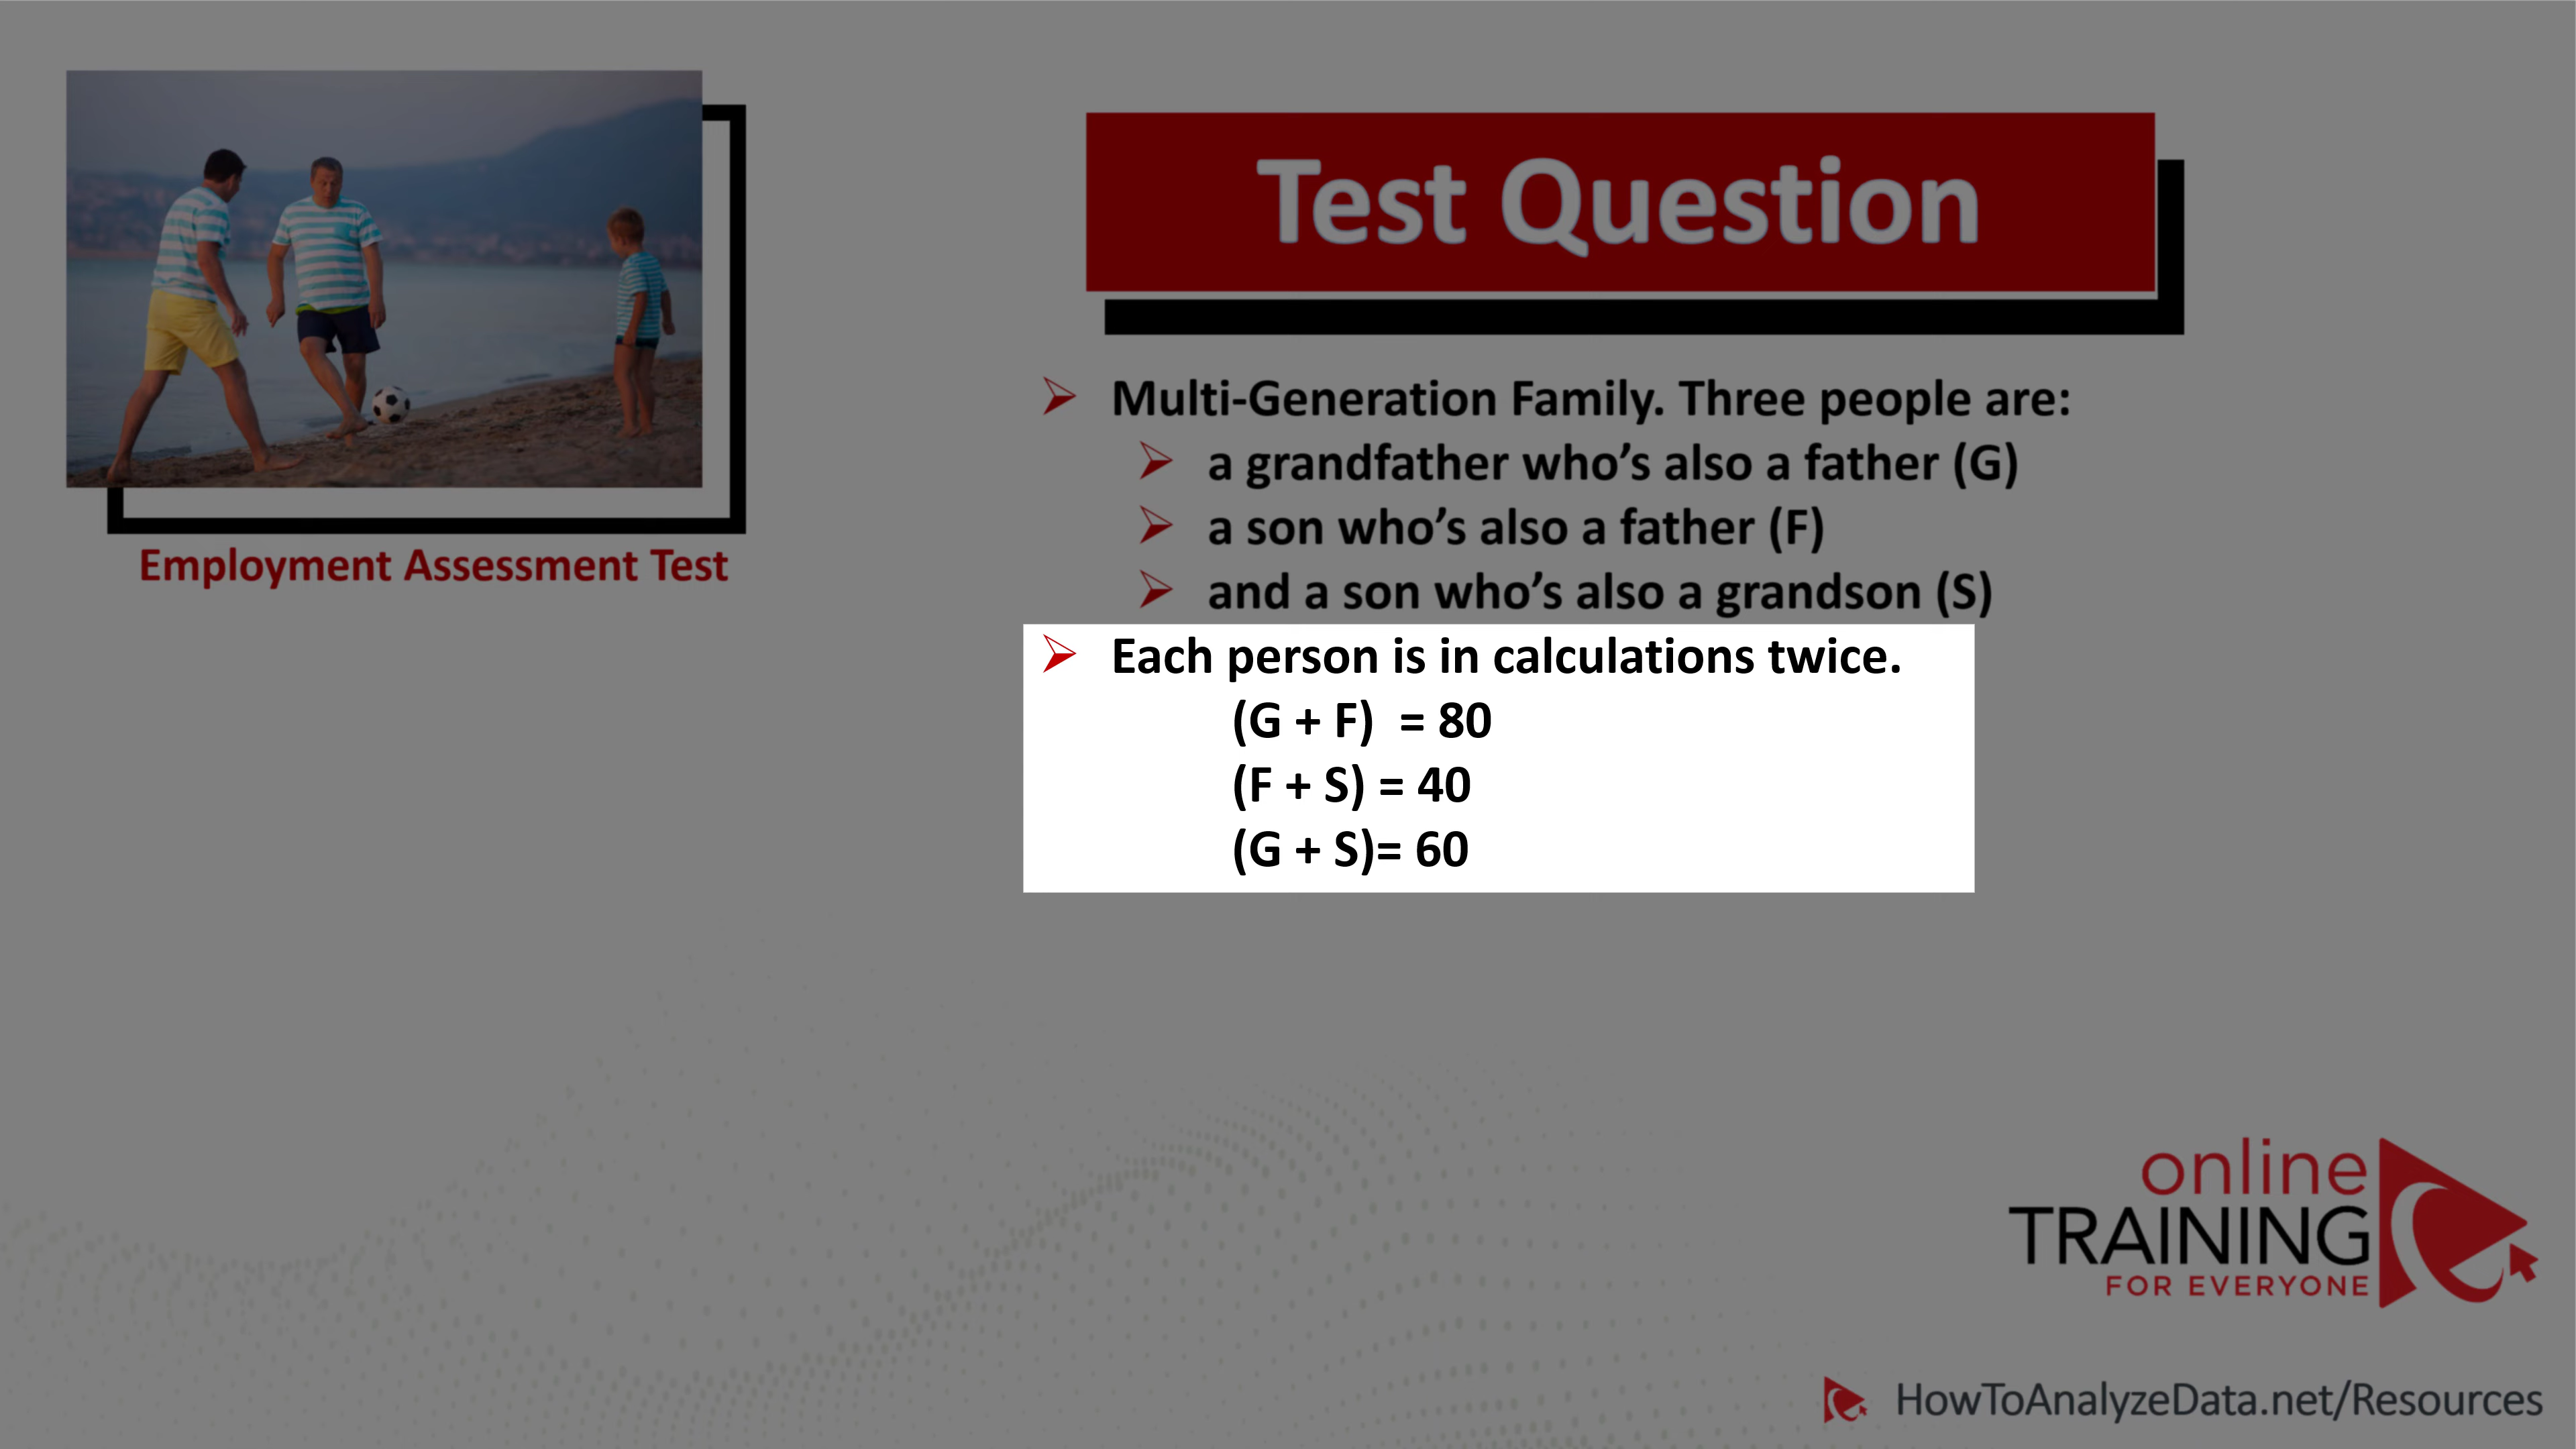 Test Question
Employment Assessment Test
Multi-Generation Family. Three people are:
a grandfather who’s also a father (G)
a son who’s also a father (F)
and a son who’s also a grandson (S)
Each person is in calculations twice.
(G + F) = 80
(F + S) = 40
(G + S)= 60
online
TRAINING
FOR EVERYONE
HowToAnalyzeData.net/Resources